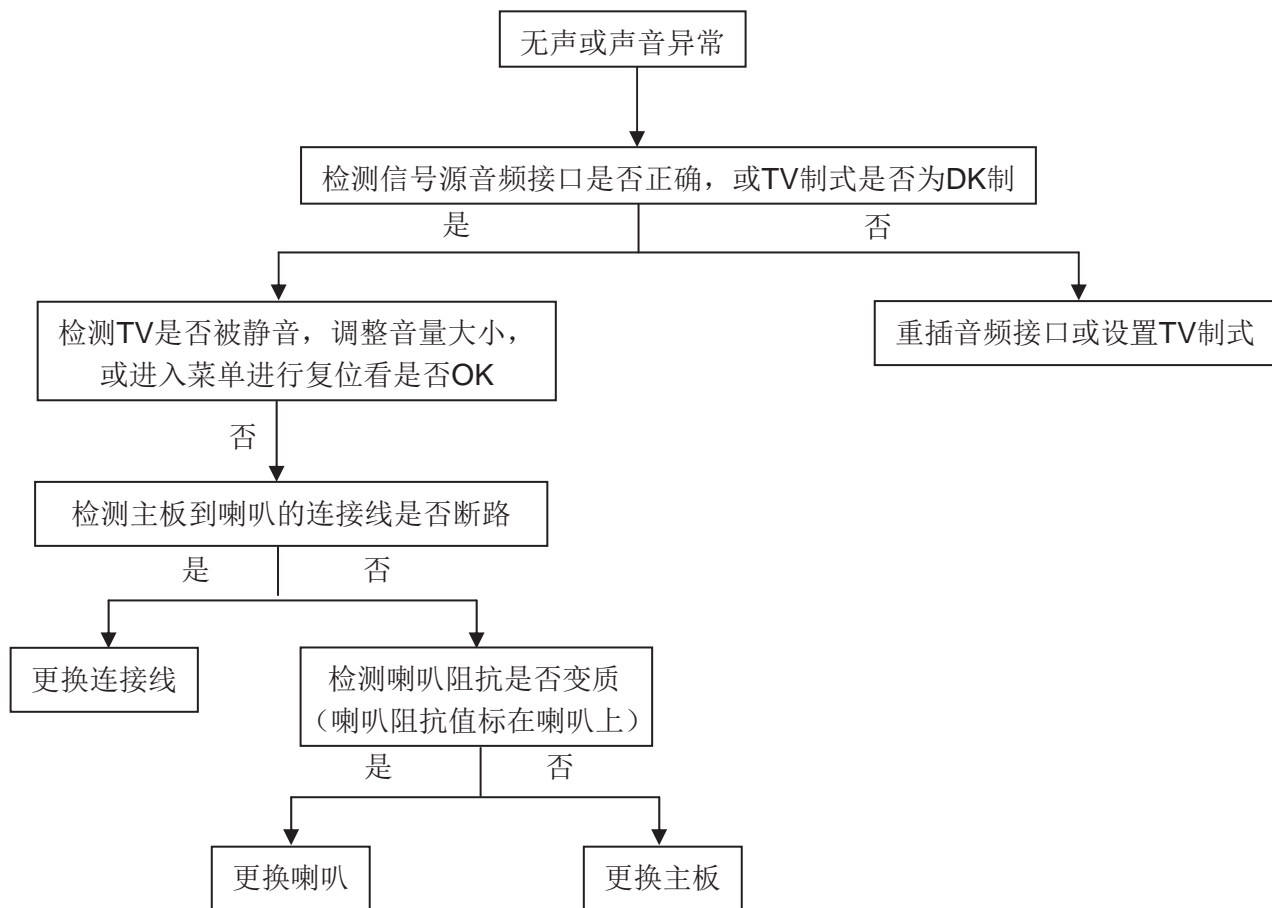 无声或声音异常
检测信号源音频接口是否正确，或TV制式是否为DK制
是
否
检测TV是否被静音，调整音量大小，
或进入菜单进行复位看是否OK
重插音频接口或设置TV制式
否
检测主板到喇叭的连接线是否断路
是
否
更换连接线
检测喇叭阻抗是否变质
（喇叭阻抗值标在喇叭上）
是
否
更换喇叭
更换主板